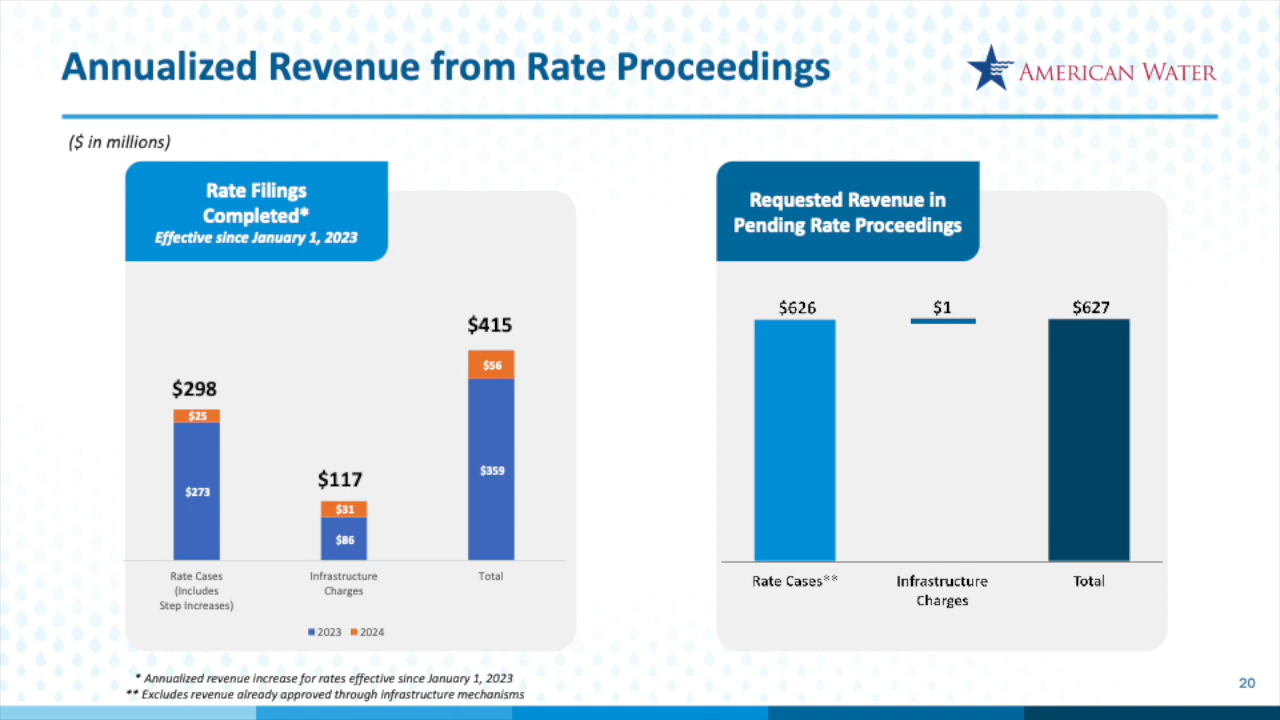 Annualized Revenue from Rate Proceedings
AMERICAN WATER
($ in millions)
Rate Filings
Completed*
Effective since January 1, 2023
$415
$56
$298
$25
$359
$273
$117
$31
$86
Rate Cases
(Includes
Step Increases)
Infrastructure
Charges
Total
2023 2024
Requested Revenue in
Pending Rate Proceedings
$626 $1 $627
Rate Cases**
Infrastructure
Charges
Total
* Annualized revenue increase for rates effective since January 1, 2023
** Excludes revenue already approved through infrastructure mechanisms
20